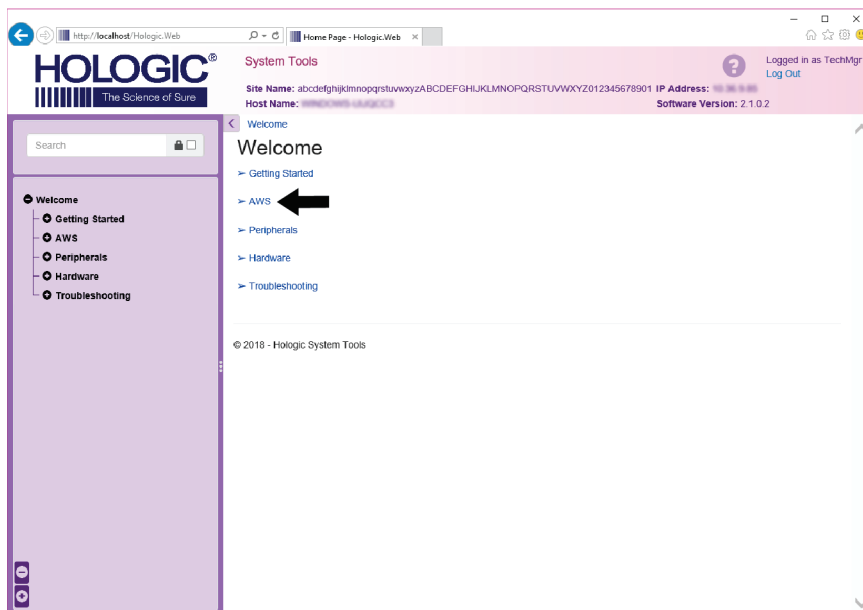 http://localhost/Hologic.Web
Home Page - Hologic.Web
HOLOGIC®
The Science of Sure
System Tools
Logged in as TechMgr
Log Out
Site Name: abcdefghijklmnopqrstuvwxyzABCDEFGHIJKLMNOPQRSTUVWXYZ012345678901 IP Address:
Host Name:
Software Version: 2.1.0.2
Search
Welcome
Getting Started
AWS
Peripherals
Hardware
Troubleshooting
Welcome
Welcome
➢ Getting Started
➢ AWS
➢ Peripherals
➢ Hardware
➢ Troubleshooting
© 2018 - Hologic System Tools